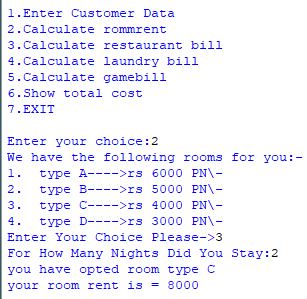 1.Enter Customer Data
2.Calculate rommrent
3.Calculate restaurant bill
4.Calculate laundry bill
5.Calculate gamebill
6.Show total cost
7.EXIT
Enter your choice:2
We have the following rooms for you:-
1.  type A---->rs 6000 PN\-
2.  type B---->rs 5000 PN\-
3.  type C---->rs 4000 PN\-
4.  type D---->rs 3000 PN\-
Enter Your Choice Please->3
For How Many Nights Did You Stay:2
you have opted room type C
your room rent is = 8000